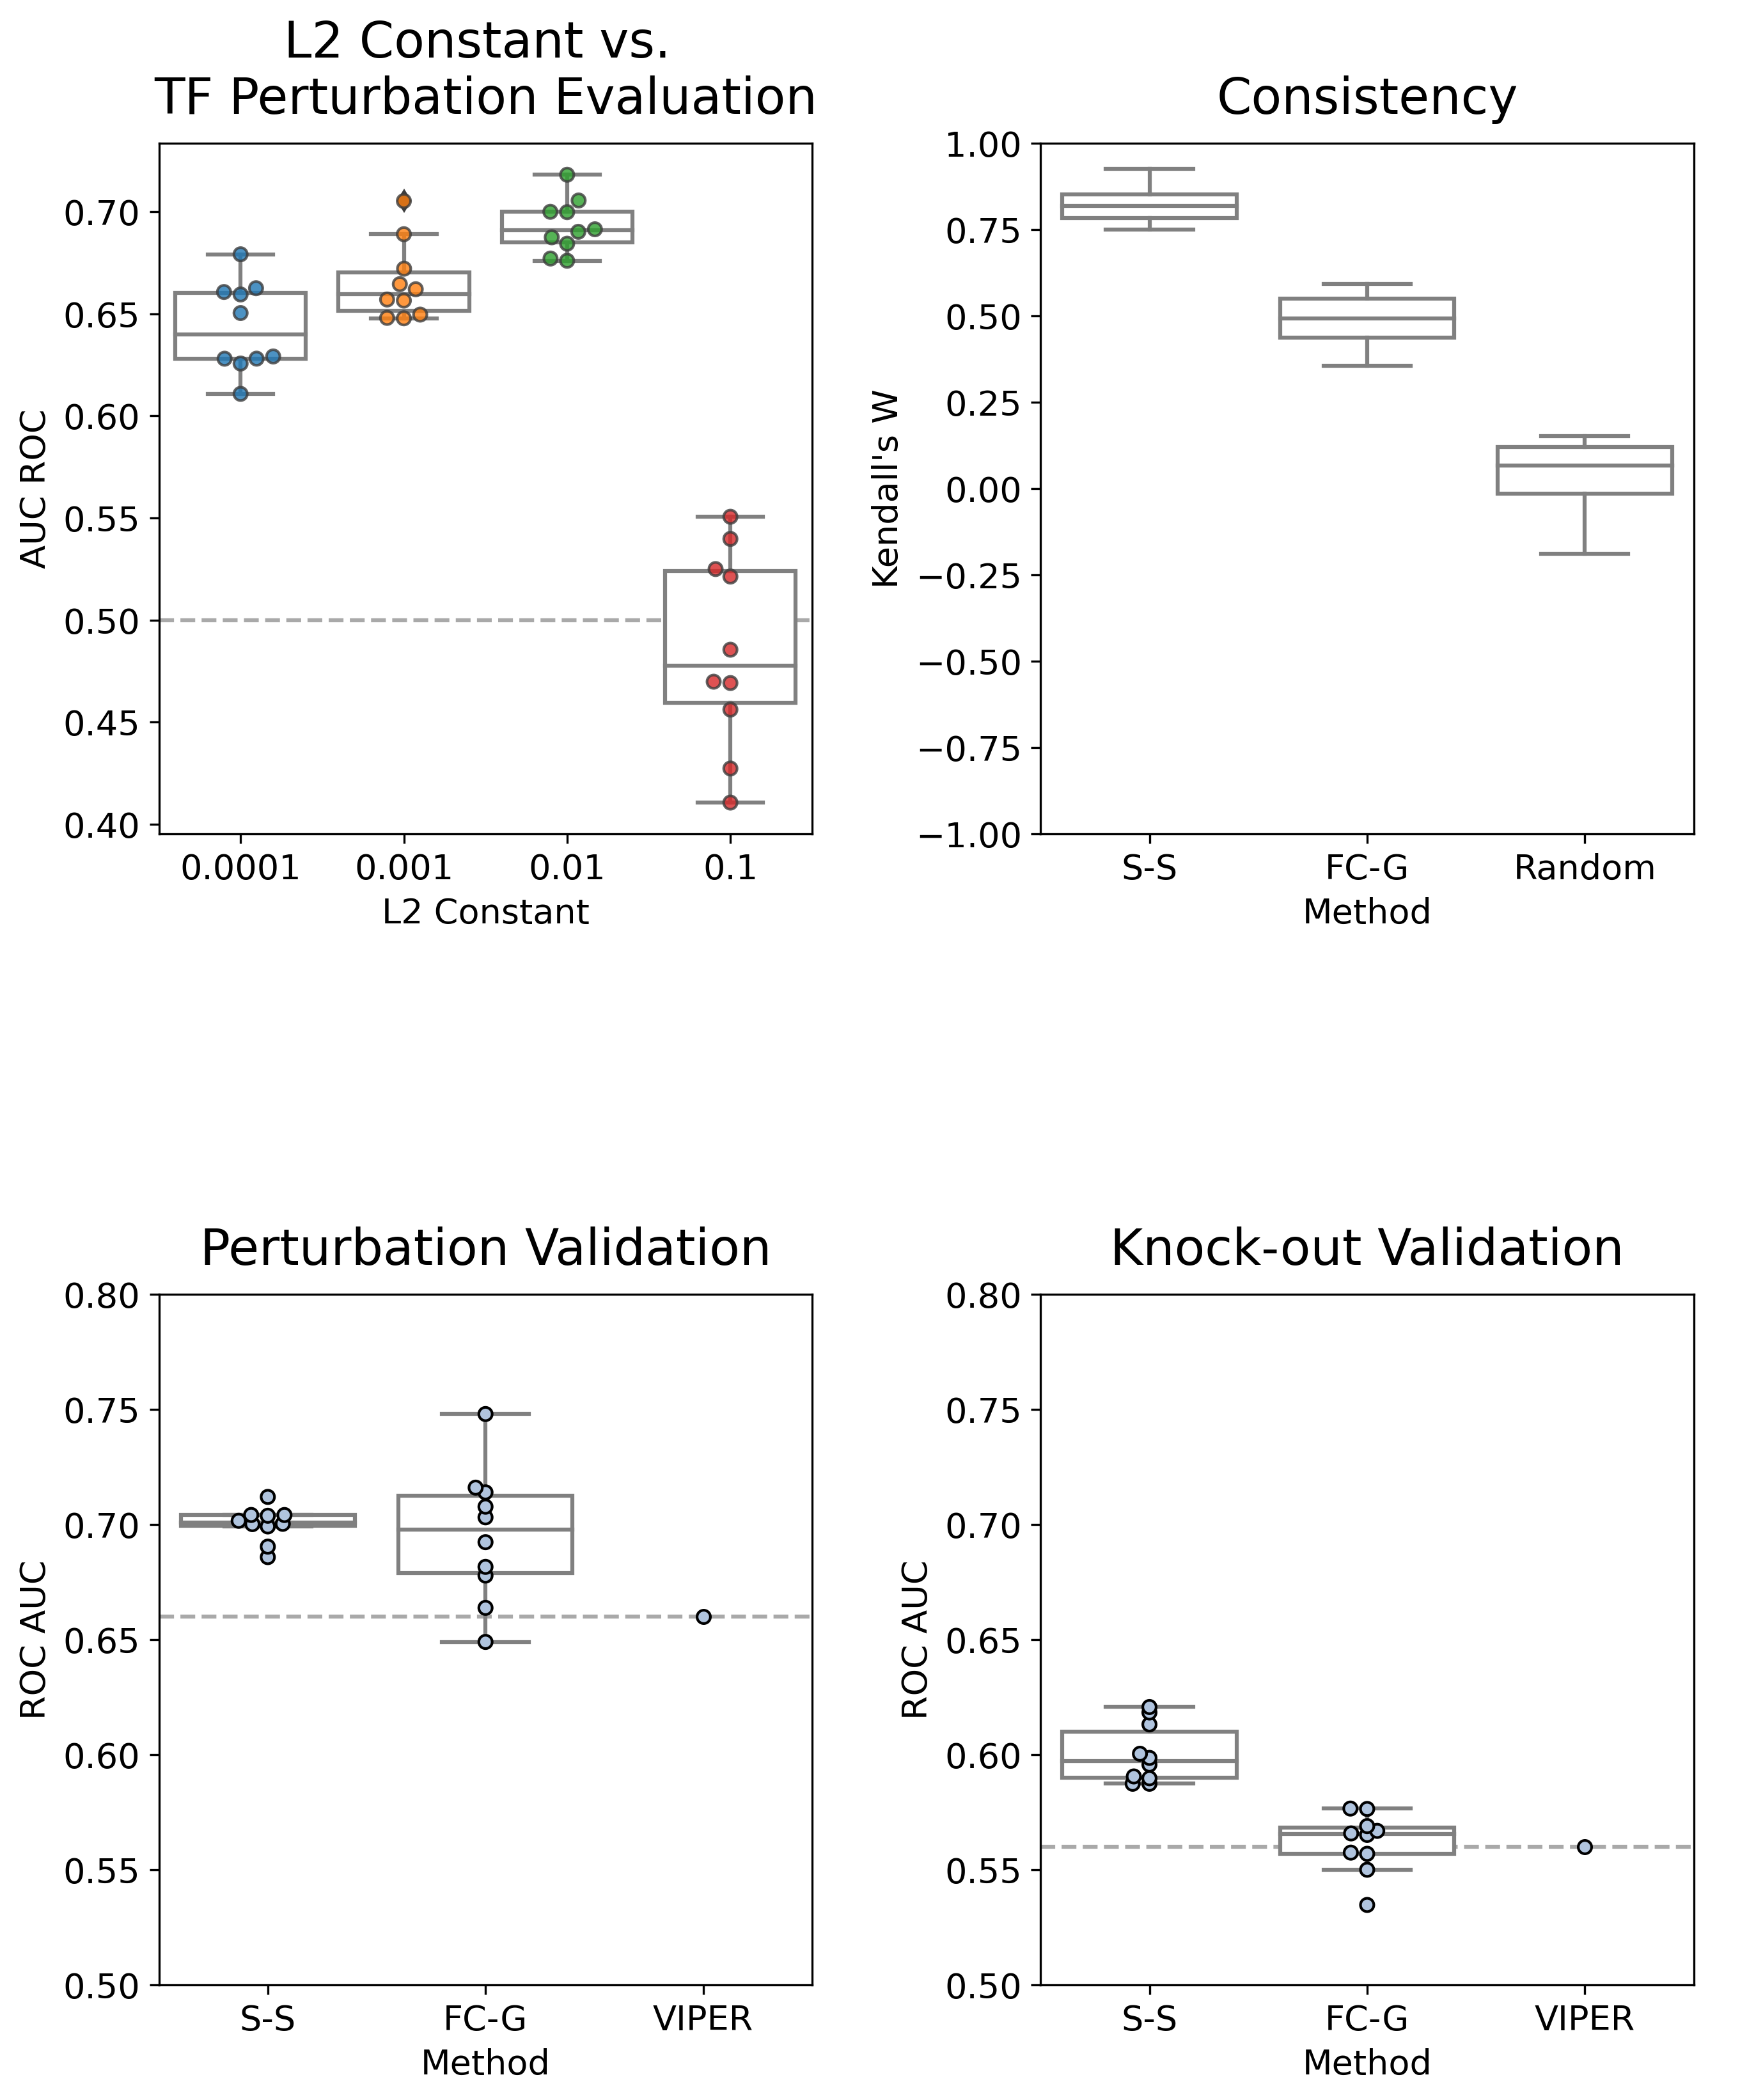 L2 Constant vs.
TF Perturbation Evaluation
AUC ROC
0.70
0.65
0.60
0.55
0.50
0.45
0.40
0.0001 0.001 0.01 0.1
L2 Constant
Consistency
Kendall's W
1.00
0.75
0.50
0.25
0.00
−0.25
−0.50
−0.75
−1.00
S-S FC-G Random
Method
Perturbation Validation
ROC AUC
0.80
0.75
0.70
0.65
0.60
0.55
0.50
S-S FC-G VIPER
Method
Knock-out Validation
ROC AUC
0.80
0.75
0.70
0.65
0.60
0.55
0.50
S-S FC-G VIPER
Method